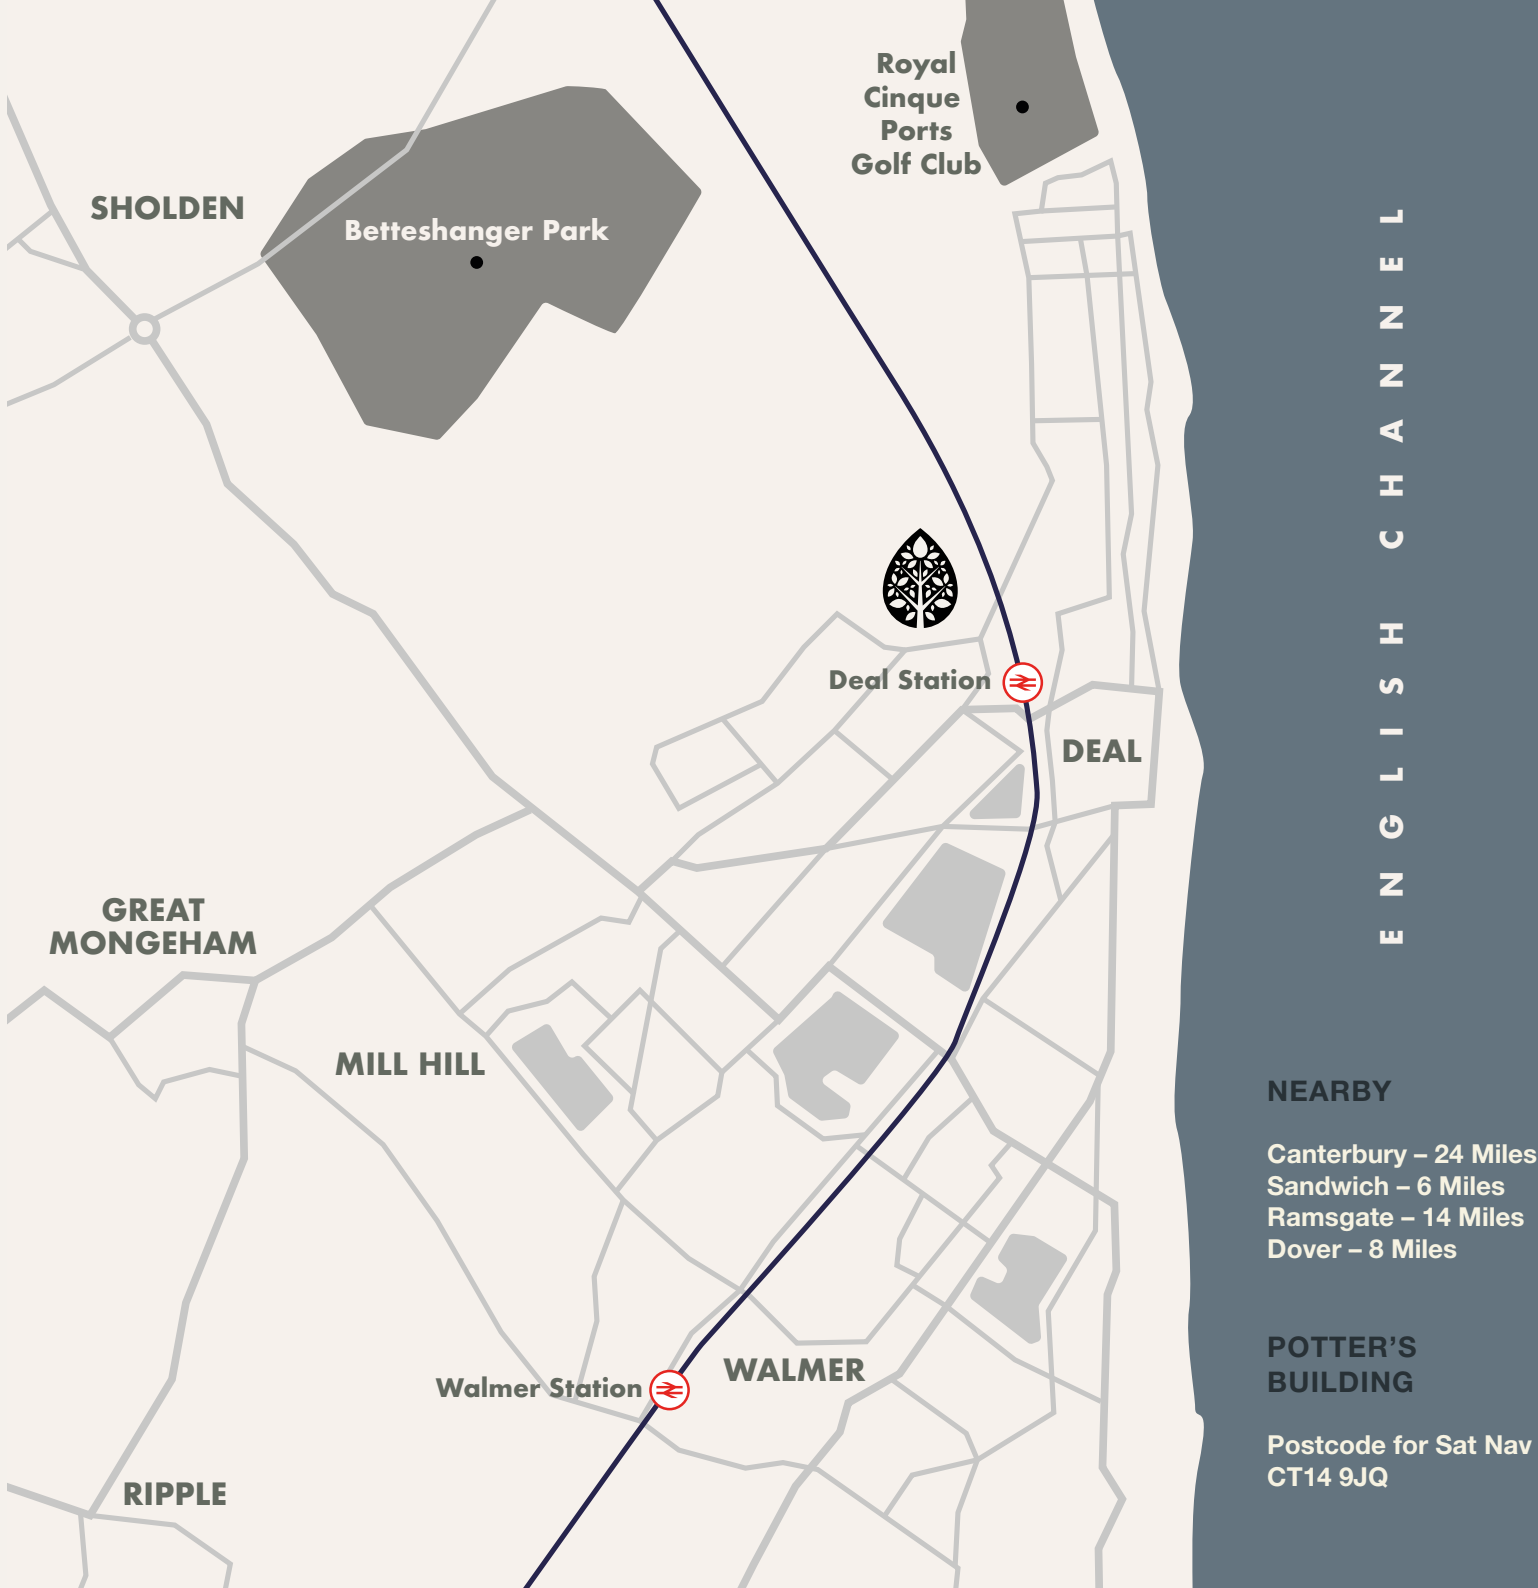 Royal
Cinque
Ports
Golf Club
SHOLDEN
Betteshanger Park
ENGLISH CHANNEL
Deal Station
DEAL
GREAT
MONGEHAM
MILL HILL
WALMER
Walmer Station
RIPPLE
NEARBY
Canterbury – 24 Miles
Sandwich – 6 Miles
Ramsgate – 14 Miles
Dover – 8 Miles
POTTER’S
BUILDING
Postcode for Sat Nav
CT14 9JQ